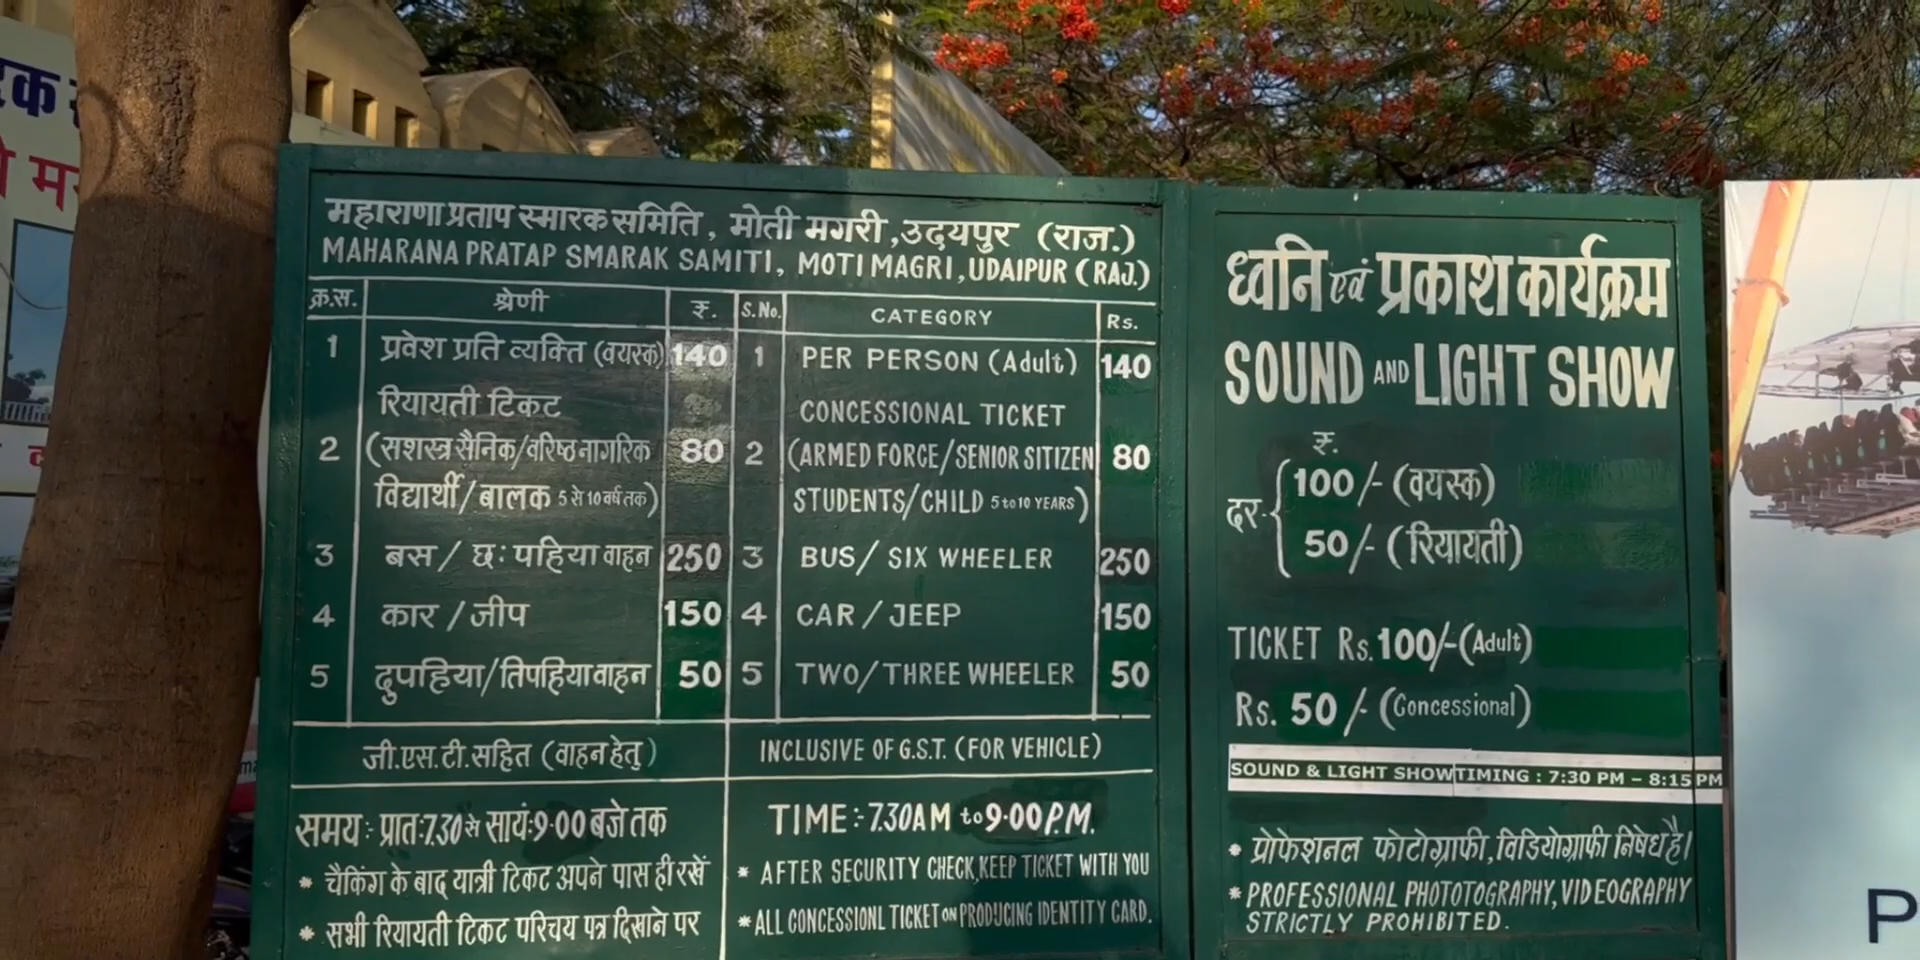 महाराणा प्रताप स्मारक समिति, मोती मगरी, उदयपुर (राज.)
MAHARANA PRATAP SMARAK SAMITI, MOTI MAGRI, UDAIPUR (RAJ.)
क्र.स. श्रेणी रु. S.No. CATEGORY Rs.
1 प्रवेश प्रति व्यक्ति (वयस्क) 140 1 PER PERSON (Adult) 140
रियायती टिकट CONCESSIONAL TICKET
2 (सशस्त्र सैनिक/वरिष्ठ नागरिक 80 2 (ARMED FORCE/SENIOR SITIZEN 80
विद्यार्थी/बालक 5 से 10 वर्ष तक) STUDENTS/CHILD 5 to 10 YEARS)
3 बस/ छः पहिया वाहन 250 3 BUS/ SIX WHEELER 250
4 कार/जीप 150 4 CAR/JEEP 150
5 दुपहिया/तिपहिया वाहन 50 5 TWO/THREE WHEELER 50
जी.एस.टी. सहित (वाहन हेतु) INCLUSIVE OF G.S.T. (FOR VEHICLE)
समय:- प्रातः 7.30 से सायंः 9.00 बजे तक
* चैकिंग के बाद यात्री टिकट अपने पास ही रखें
* सभी रियायती टिकट परिचय पत्र दिखाने पर
TIME:- 7.30AM to 9.00P.M.
* AFTER SECURITY CHECK,KEEP TICKET WITH YOU
* ALL CONCESSIONL TICKET ON PRODUCING IDENTITY CARD.
ध्वनि एवं प्रकाश कार्यक्रम
SOUND AND LIGHT SHOW
रु.
दर- 100/- (वयस्क)
50/- (रियायती)
TICKET Rs. 100/- (Adult)
Rs. 50/- (Concessional)
SOUND & LIGHT SHOW TIMING : 7:30 PM – 8:15 PM
* प्रोफेशनल फोटोग्राफी, विडियोग्राफी निषेध है।
* PROFESSIONAL PHOTOTOGRAPHY, VIDEOGRAPHY
STRICTLY PROHIBITED.
P